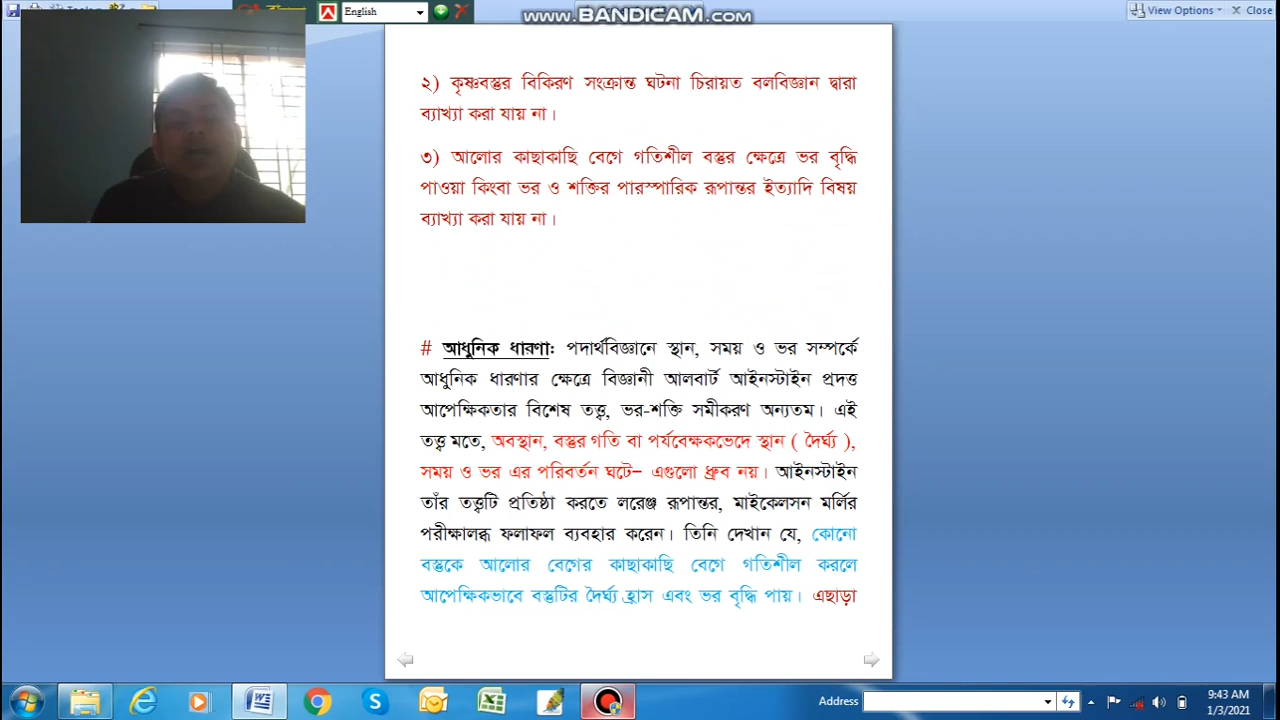 English
www.BANDICAM.com
View Options
Close
২) কৃষ্ণবস্তুর বিকিরণ সংক্রান্ত ঘটনা চিরায়ত বলবিজ্ঞান দ্বারা
ব্যাখ্যা করা যায় না।
৩) আলোর কাছাকাছি বেগে গতিশীল বস্তুর ক্ষেত্রে ভর বৃদ্ধি
পাওয়া কিংবা ভর ও শক্তির পারস্পারিক রূপান্তর ইত্যাদি বিষয়
ব্যাখ্যা করা যায় না।
# আধুনিক ধারণা: পদার্থবিজ্ঞানে স্থান, সময় ও ভর সম্পর্কে
আধুনিক ধারণার ক্ষেত্রে বিজ্ঞানী আলবার্ট আইনস্টাইন প্রদত্ত
আপেক্ষিকতার বিশেষ তত্ত্ব, ভর-শক্তি সমীকরণ অন্যতম। এই
তত্ত্ব মতে, অবস্থান, বস্তুর গতি বা পর্যবেক্ষকভেদে স্থান ( দৈর্ঘ্য ),
সময় ও ভর এর পরিবর্তন ঘটে– এগুলো ধ্রুব নয়। আইনস্টাইন
তাঁর তত্ত্বটি প্রতিষ্ঠা করতে লরেঞ্জ রূপান্তর, মাইকেলসন মর্লির
পরীক্ষালব্ধ ফলাফল ব্যবহার করেন। তিনি দেখান যে, কোনো
বস্তুকে আলোর বেগের কাছাকাছি বেগে গতিশীল করলে
আপেক্ষিকভাবে বস্তুটির দৈর্ঘ্য হ্রাস এবং ভর বৃদ্ধি পায়। এছাড়া
Address
9:43 AM
1/3/2021